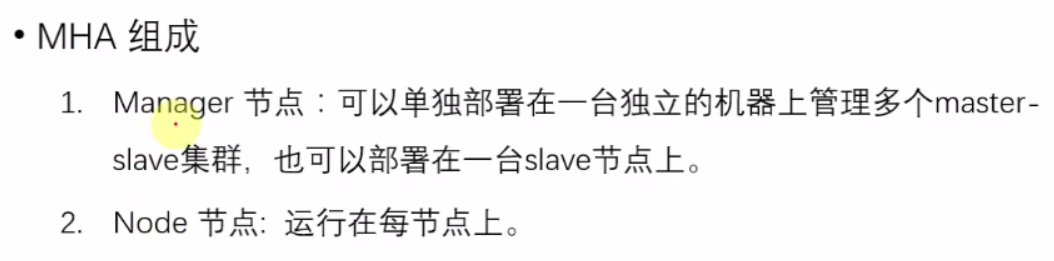 • MHA 组成
1. Manager 节点：可以单独部署在一台独立的机器上管理多个master-
slave集群，也可以部署在一台slave节点上。
2. Node 节点: 运行在每节点上。